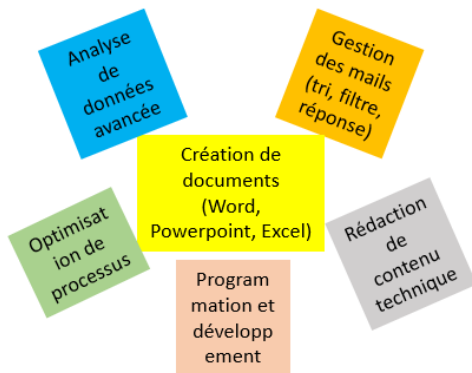 Analyse
de
données
avancée
Gestion
des mails
(tri, filtre,
réponse)
Création de
documents
(Word,
Powerpoint, Excel)
Optimisat
ion de
processus
Rédaction
de
contenu
technique
Program
mation et
développ
ement